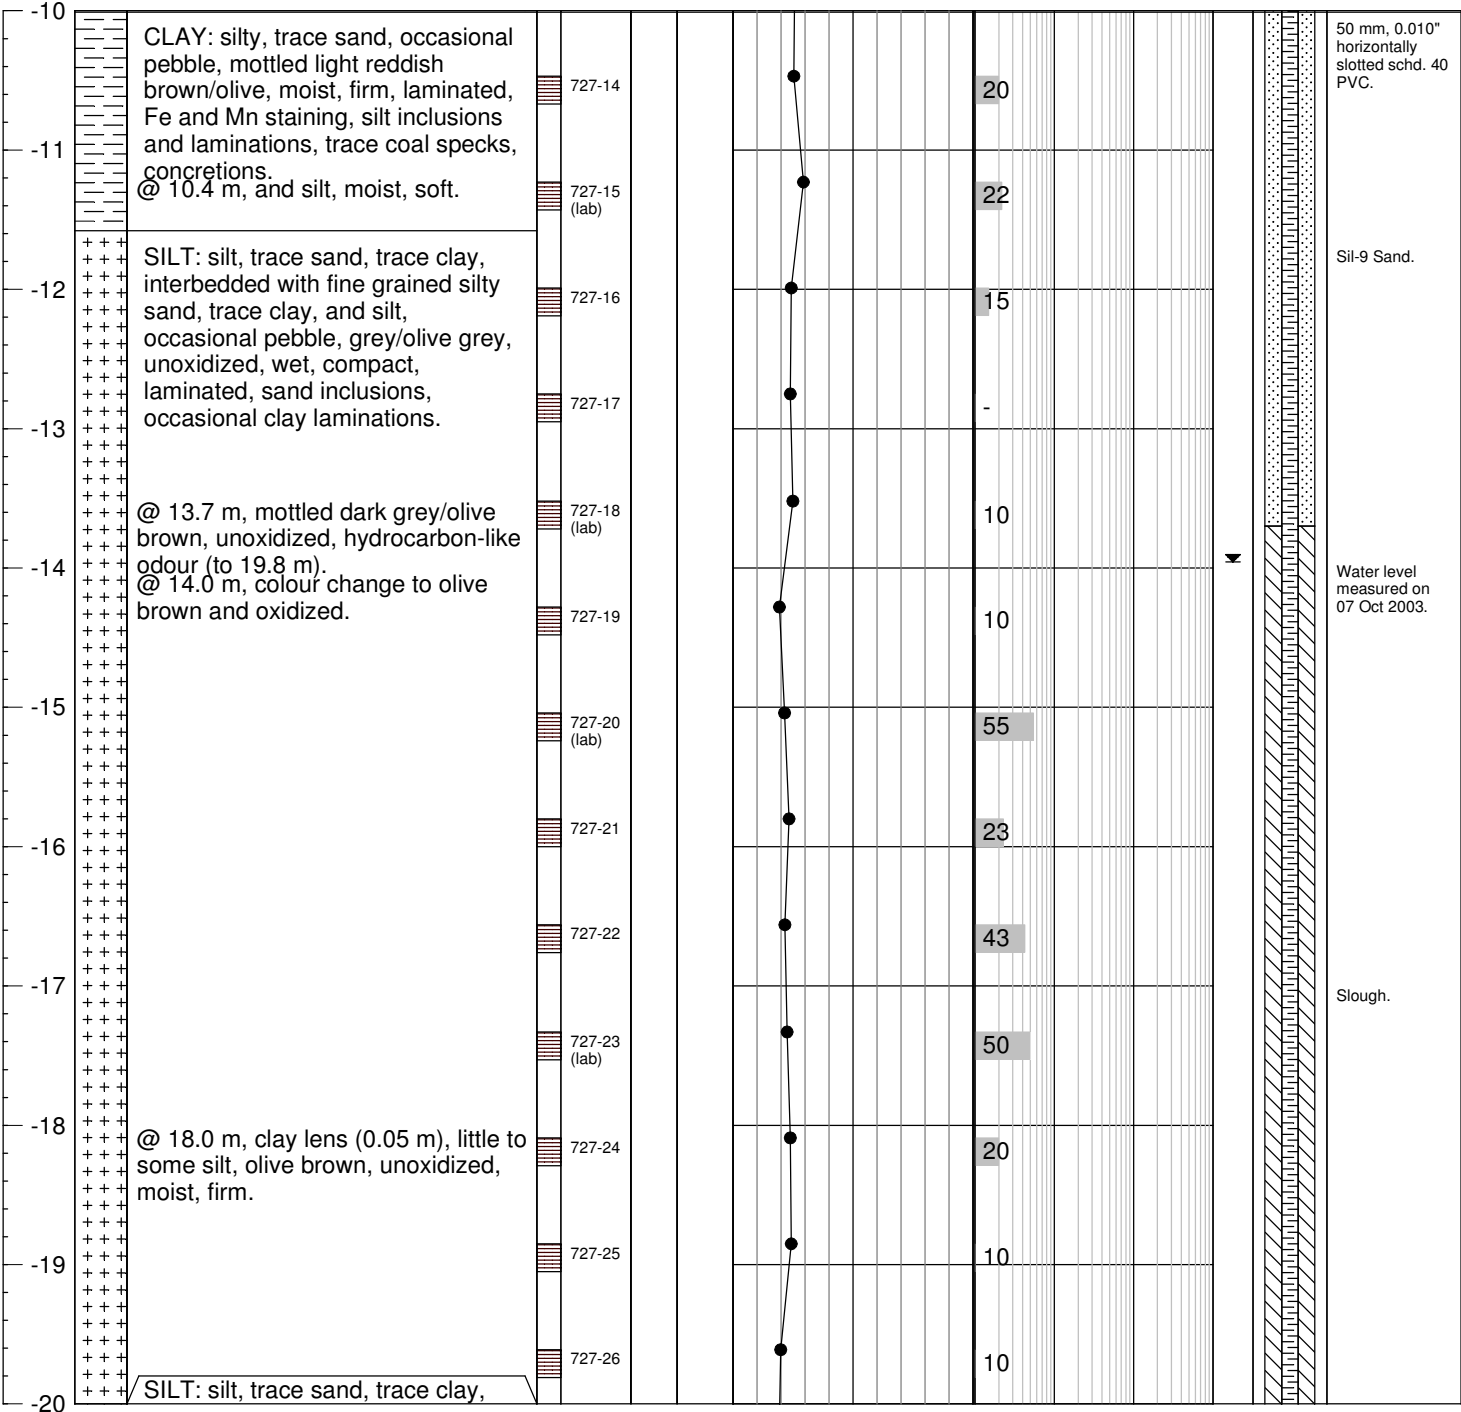 -10
CLAY: silty, trace sand, occasional
pebble, mottled light reddish
brown/olive, moist, firm, laminated,
Fe and Mn staining, silt inclusions
and laminations, trace coal specks,
concretions.
@ 10.4 m, and silt, moist, soft.
727-14
20
50 mm, 0.010"
horizontally
slotted schd. 40
PVC.
-11
727-15
(lab)
22
SILT: silt, trace sand, trace clay,
interbedded with fine grained silty
sand, trace clay, and silt,
occasional pebble, grey/olive grey,
unoxidized, wet, compact,
laminated, sand inclusions,
occasional clay laminations.
Sil-9 Sand.
-12
727-16
15
727-17
-
-13
@ 13.7 m, mottled dark grey/olive
brown, unoxidized, hydrocarbon-like
odour (to 19.8 m).
@ 14.0 m, colour change to olive
brown and oxidized.
727-18
(lab)
10
-14
Water level
measured on
07 Oct 2003.
727-19
10
-15
727-20
(lab)
55
727-21
23
-16
727-22
43
-17
Slough.
727-23
(lab)
50
-18
@ 18.0 m, clay lens (0.05 m), little to
some silt, olive brown, unoxidized,
moist, firm.
727-24
20
727-25
10
-19
727-26
10
SILT: silt, trace sand, trace clay,
-20